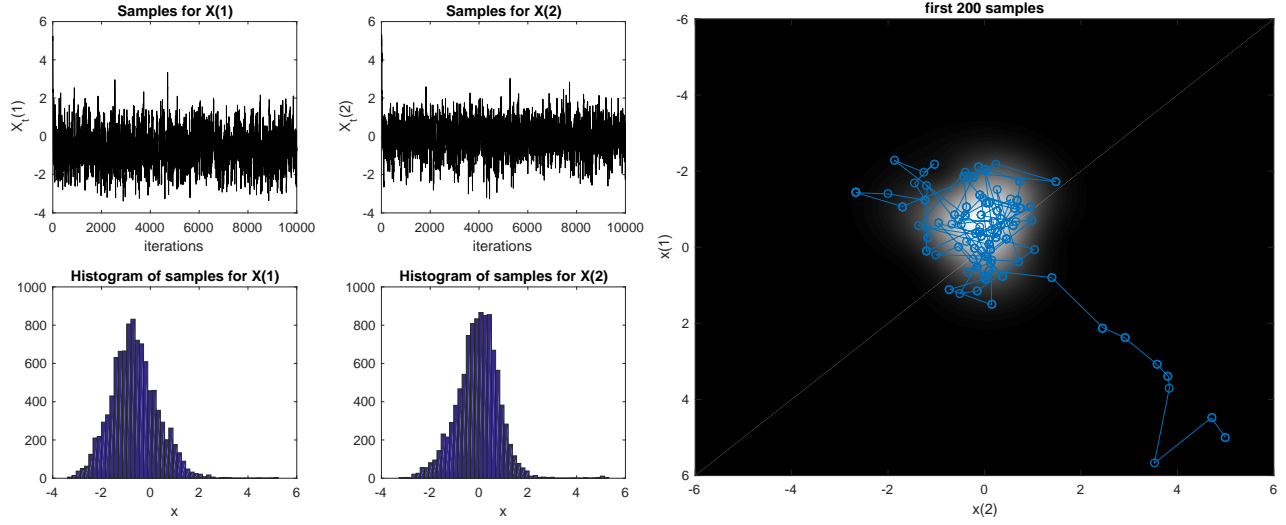 Samples for X(1)
X_t(1)
6
4
2
0
-2
-4
0 2000 4000 6000 8000 10000
iterations
Samples for X(2)
X_t(2)
6
4
2
0
-2
-4
0 2000 4000 6000 8000 10000
iterations
Histogram of samples for X(1)
1000
800
600
400
200
0
-4 -2 0 2 4 6
x
Histogram of samples for X(2)
1000
800
600
400
200
0
-4 -2 0 2 4 6
x
first 200 samples
x(1)
-6
-4
-2
0
2
4
6
-6 -4 -2 0 2 4 6
x(2)